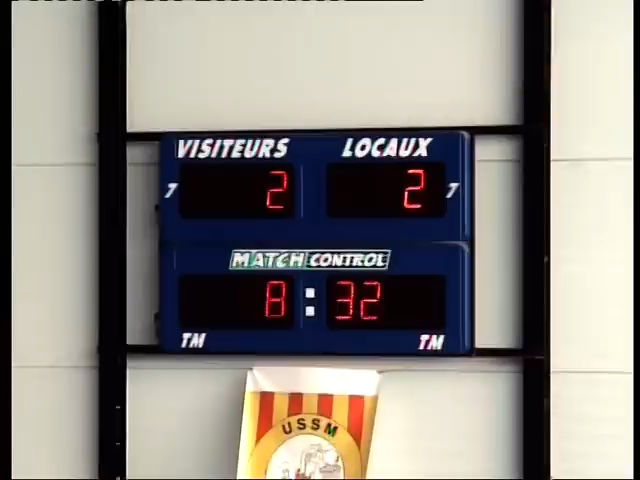 VISITEURS LOCAUX
7 2 2 7
MATCH CONTROL
8 : 32
TM TM
USSM